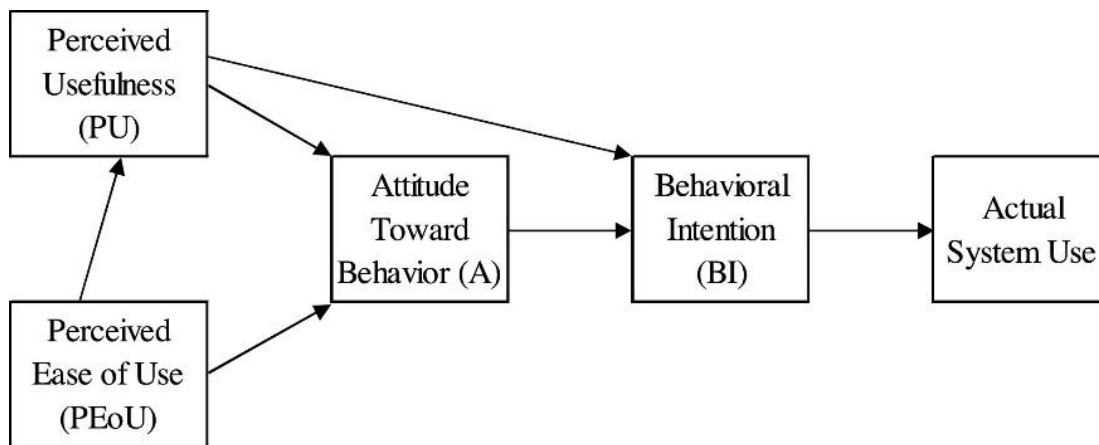 Perceived
Usefulness
(PU)
Attitude
Toward
Behavior (A)
Behavioral
Intention
(BI)
Actual
System Use
Perceived
Ease of Use
(PEoU)